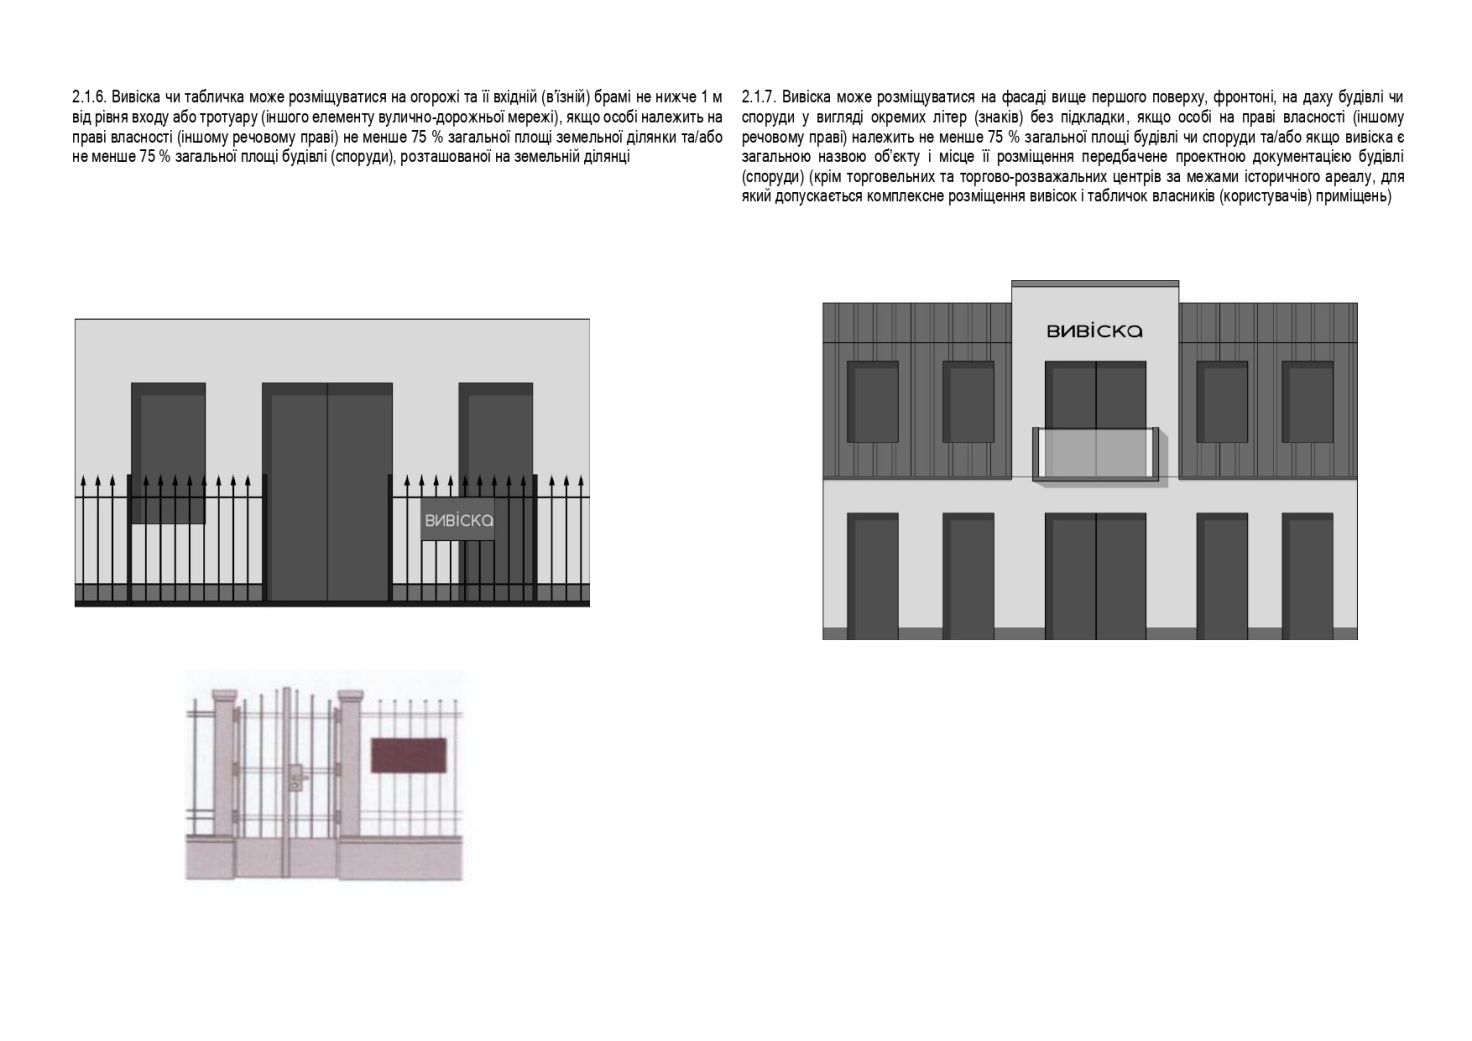 2.1.6. Вивіска чи табличка може розміщуватися на огорожі та її вхідній (в'їзній) брамі не нижче 1 м
від рівня входу або тротуару (іншого елементу вулично-дорожньої мережі), якщо особі належить на
праві власності (іншому речовому праві) не менше 75 % загальної площі земельної ділянки та/або
не менше 75 % загальної площі будівлі (споруди), розташованої на земельній ділянці
2.1.7. Вивіска може розміщуватися на фасаді вище першого поверху, фронтоні, на даху будівлі чи
споруди у вигляді окремих літер (знаків) без підкладки, якщо особі на праві власності (іншому
речовому праві) належить не менше 75 % загальної площі будівлі чи споруди та/або якщо вивіска є
загальною назвою об'єкту і місце її розміщення передбачене проектною документацією будівлі
(споруди) (крім торговельних та торгово-розважальних центрів за межами історичного ареалу, для
який допускається комплексне розміщення вивісок і табличок власників (користувачів) приміщень)
вивіска
вивіска